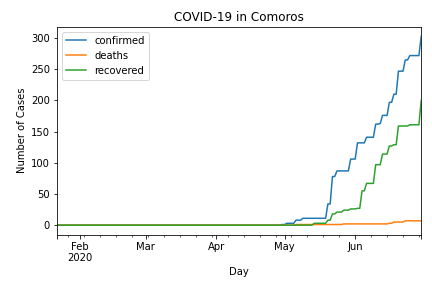 COVID-19 in Comoros
confirmed
deaths
recovered
Number of Cases
300
250
200
150
100
50
0
Feb
2020
Mar
Apr
May
Jun
Day